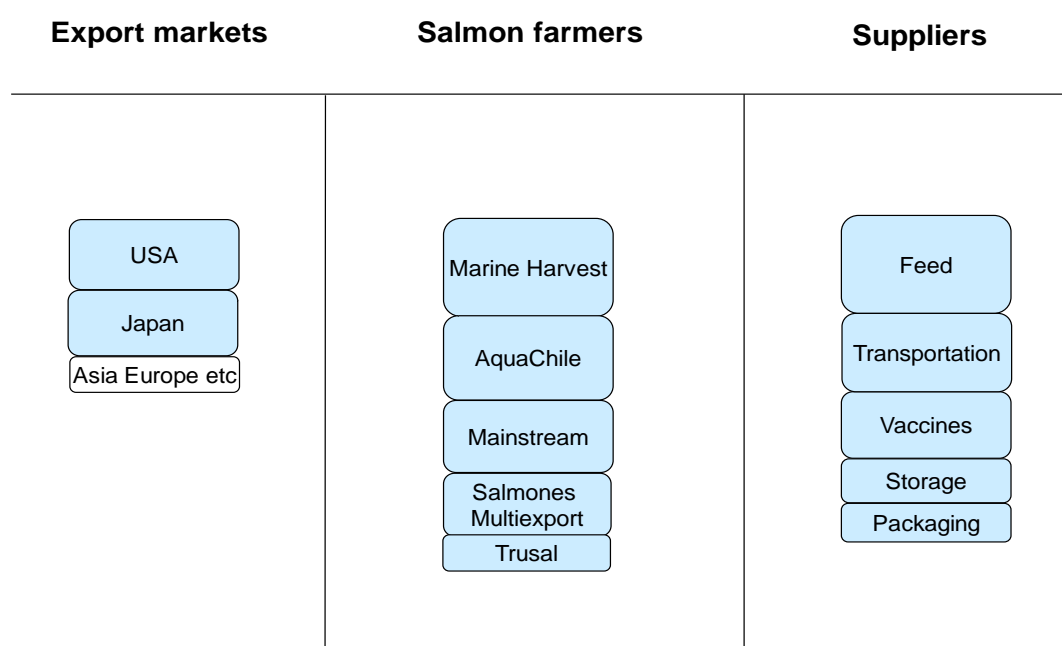 Export markets
Salmon farmers
Suppliers
USA
Japan
Asia Europe etc
Marine Harvest
AquaChile
Mainstream
Salmones
Multiexport
Trusal
Feed
Transportation
Vaccines
Storage
Packaging